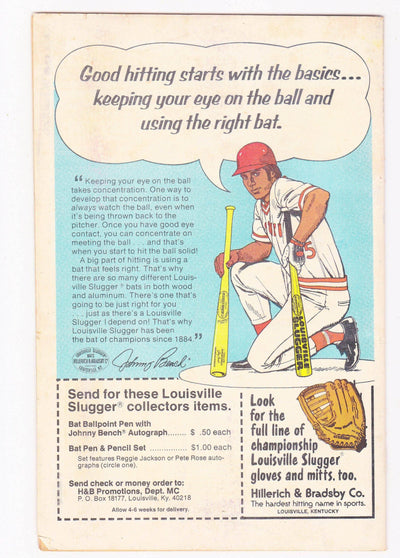 Good hitting starts with the basics...
keeping your eye on the ball and
using the right bat.
“Keeping your eye on the ball
takes concentration. One way to
develop that concentration is to
always watch the ball, even when
it's being thrown back to the
pitcher. Once you have good eye
contact, you can concentrate on
meeting the ball . . . and that's
when you start to hit the ball solid!
A big part of hitting is using a
bat that feels right. That's why
there are so many different Louis-
ville Slugger® bats in both wood
and aluminum. There's one that's
going to be just right for you
. . . just as there's a Louisville
Slugger I depend on! That's why
Louisville Slugger has been
the bat of champions since 1884.”
Johnny Bench
5
LOUISVILLE
SLUGGER
Send for these Louisville
Slugger® collectors items.
Bat Ballpoint Pen with
Johnny Bench Autograph....... $ .50 each
Bat Pen & Pencil Set ............... $1.00 each
Set features Reggie Jackson or Pete Rose auto-
graphs (circle one).
Send check or money order to:
H&B Promotions, Dept. MC
P. O. Box 18177, Louisville, Ky. 40218
Allow 4-6 weeks for delivery.
Look
for the
full line of
championship
Louisville Slugger®
gloves and mitts, too.
Hillerich & Bradsby Co.
The hardest hitting name in sports.
LOUISVILLE, KENTUCKY